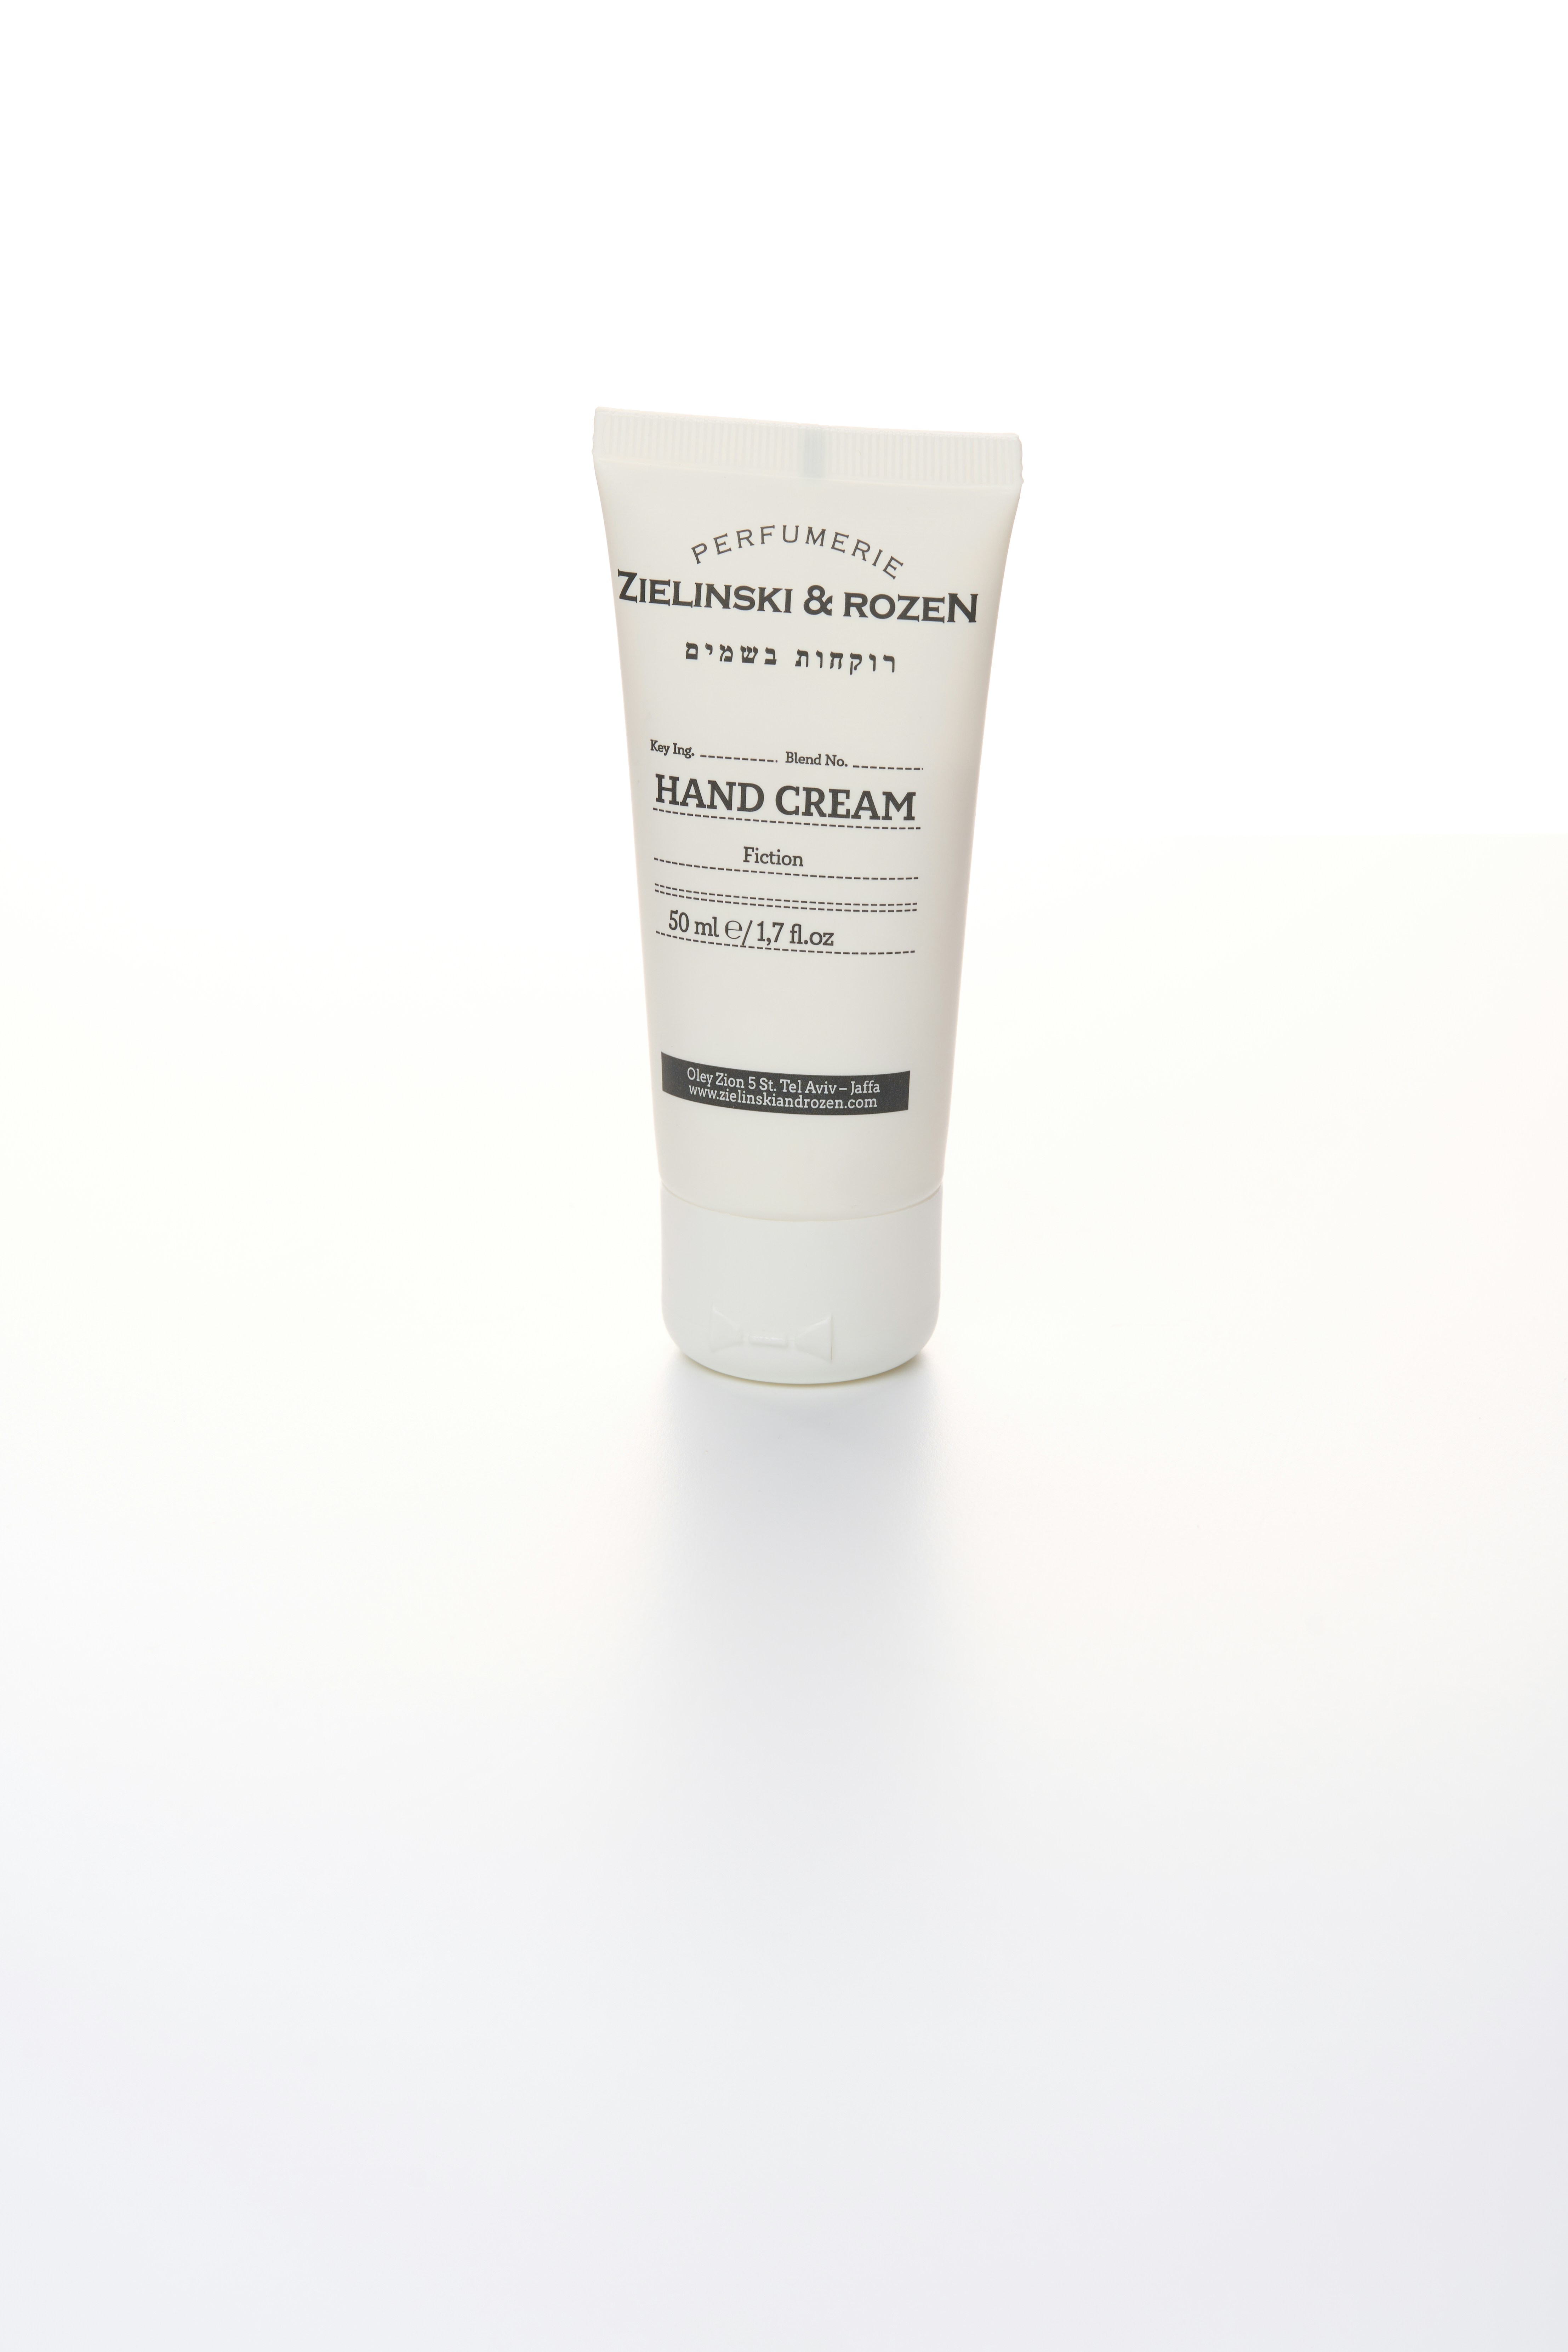 PERFUMERIE
ZIELINSKI & ROZEN
רוקחות בשמים
Key Ing. Blend No.
HAND CREAM
Fiction
50 ml ℮/ 1,7 fl.oz
Oley Zion 5 St. Tel Aviv – Jaffa
www.zielinskiandrozen.com